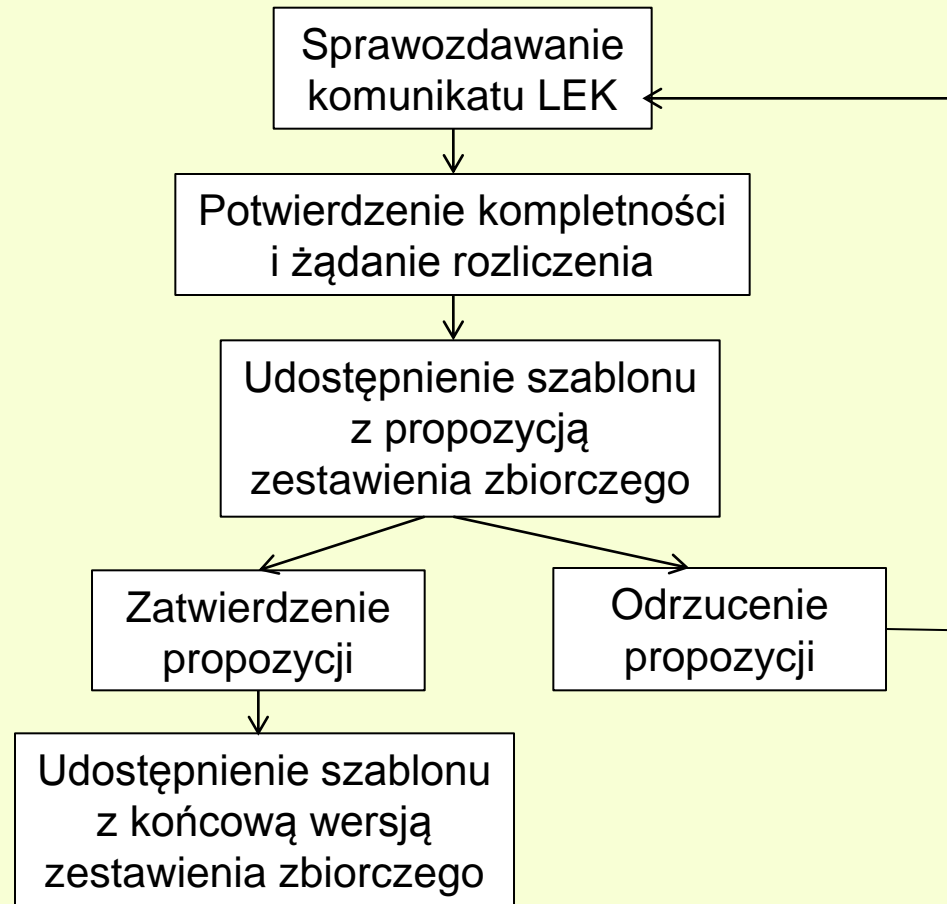 Sprawozdawanie
komunikatu LEK
Potwierdzenie kompletności
i żądanie rozliczenia
Udostępnienie szablonu
z propozycją
zestawienia zbiorczego
Zatwierdzenie
propozycji
Odrzucenie
propozycji
Udostępnienie szablonu
z końcową wersją
zestawienia zbiorczego